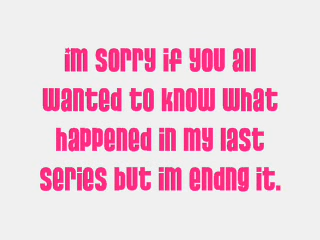 im sorry if you all
wanted to know what
happened in my last
series but im endng it.